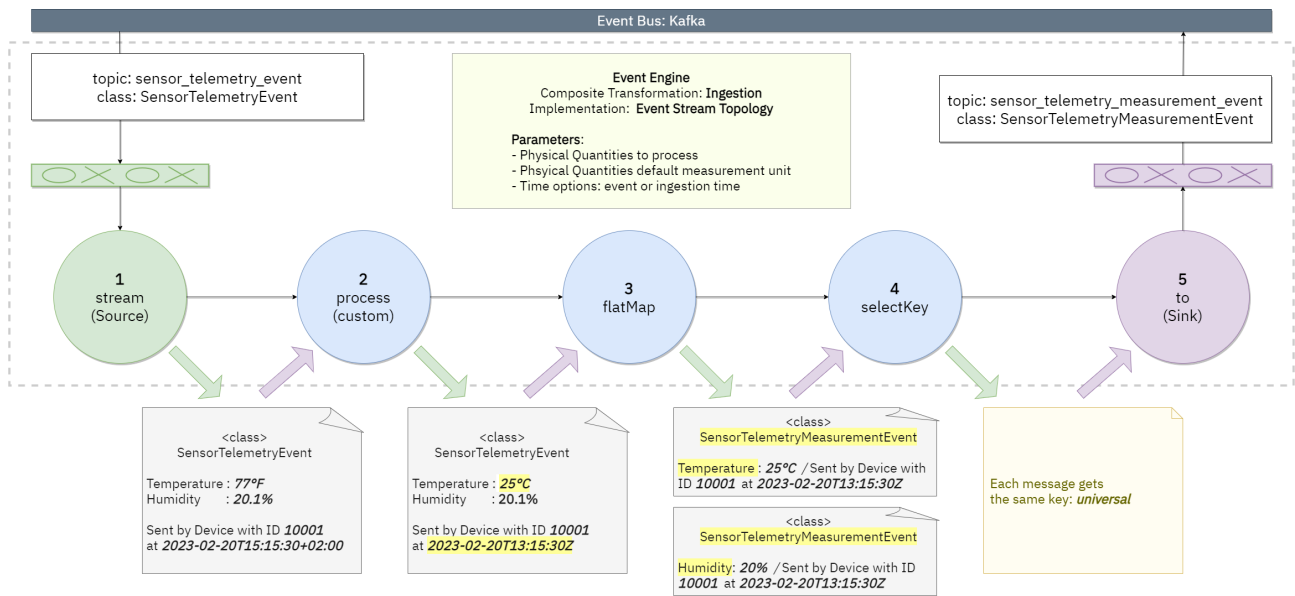 Event Bus: Kafka
topic: sensor_telemetry_event
class: SensorTelemetryEvent
Event Engine
Composite Transformation: Ingestion
Implementation: Event Stream Topology
Parameters:
- Physical Quantities to process
- Phsyical Quantities default measurement unit
- Time options: event or ingestion time
topic: sensor_telemetry_measurement_event
class: SensorTelemetryMeasurementEvent
1
stream
(Source)
2
process
(custom)
3
flatMap
4
selectKey
5
to
(Sink)
<class>
SensorTelemetryEvent
Temperature : 77°F
Humidity : 20.1%
Sent by Device with ID 10001
at 2023-02-20T15:15:30+02:00
<class>
SensorTelemetryEvent
Temperature : 25°C
Humidity : 20.1%
Sent by Device with ID 10001
at 2023-02-20T13:15:30Z
<class>
SensorTelemetryMeasurementEvent
Temperature : 25°C / Sent by Device with
ID 10001 at 2023-02-20T13:15:30Z
<class>
SensorTelemetryMeasurementEvent
Humidity: 20% / Sent by Device with ID
10001 at 2023-02-20T13:15:30Z
Each message gets
the same key: universal